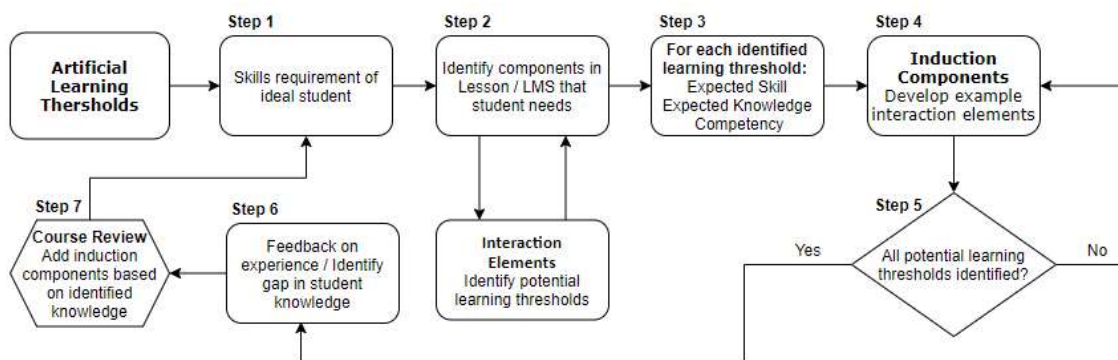 Step 1
Step 2
Step 3
Step 4
Artificial
Learning
Thersholds
Skills requirement of
ideal student
Identify components in
Lesson / LMS that
student needs
For each identified
learning threshold:
Expected Skill
Expected Knowledge
Competency
Induction
Components
Develop example
interaction elements
Step 7
Course Review
Add induction
components based
on identified
knowledge
Step 6
Feedback on
experience / Identify
gap in student
knowledge
Interaction
Elements
Identify potential
learning thresholds
Step 5
Yes
All potential learning
thresholds identified?
No